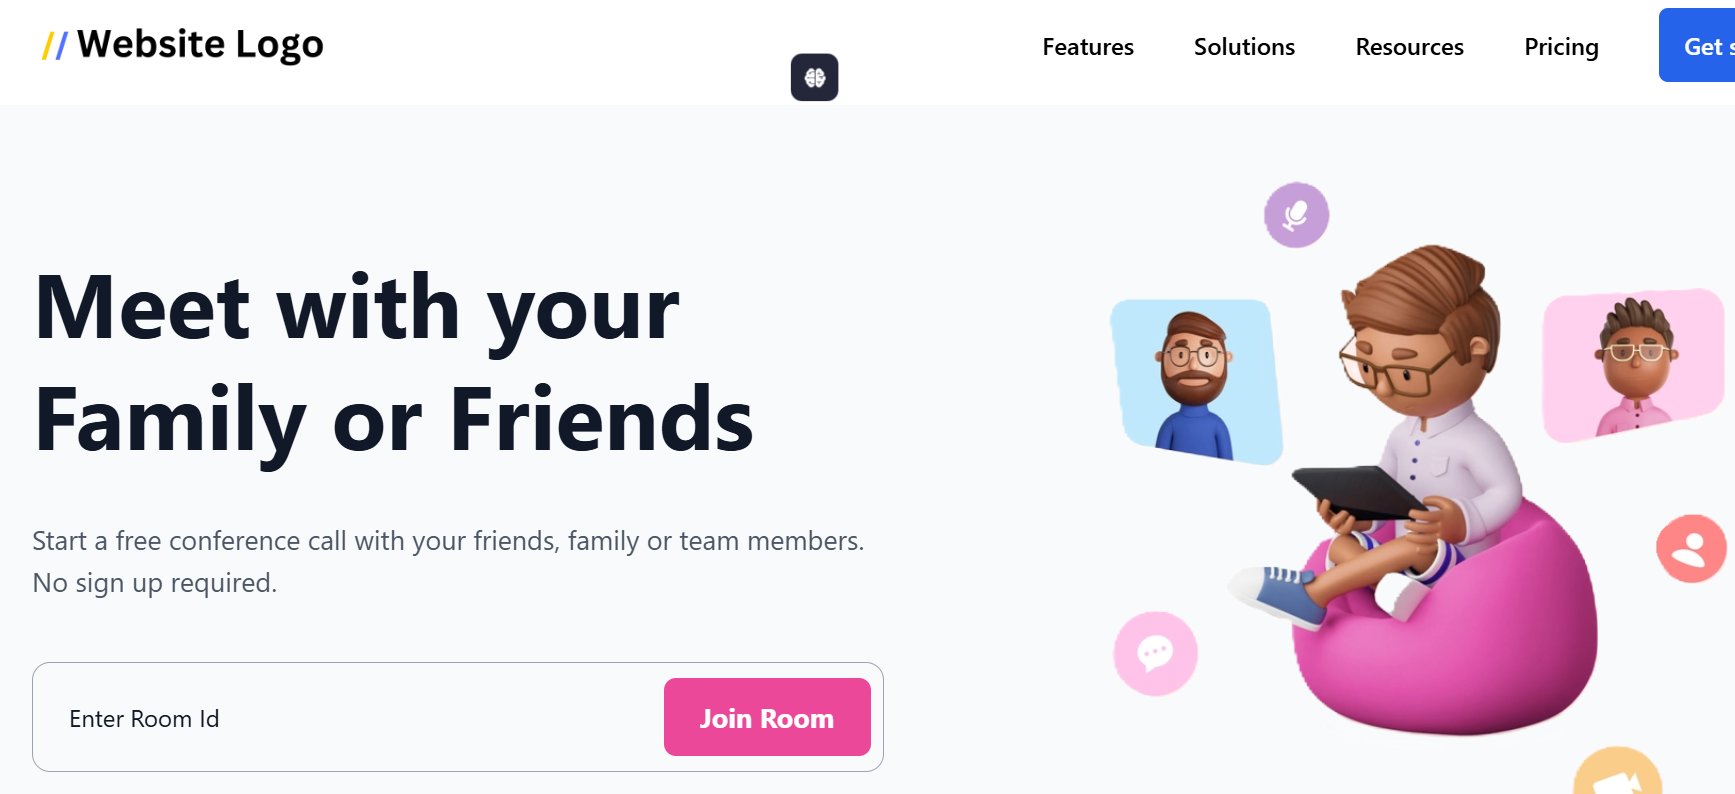 // Website Logo
Features
Solutions
Resources
Pricing
Get
Meet with your
Family or Friends
Start a free conference call with your friends, family or team members.
No sign up required.
Enter Room Id
Join Room